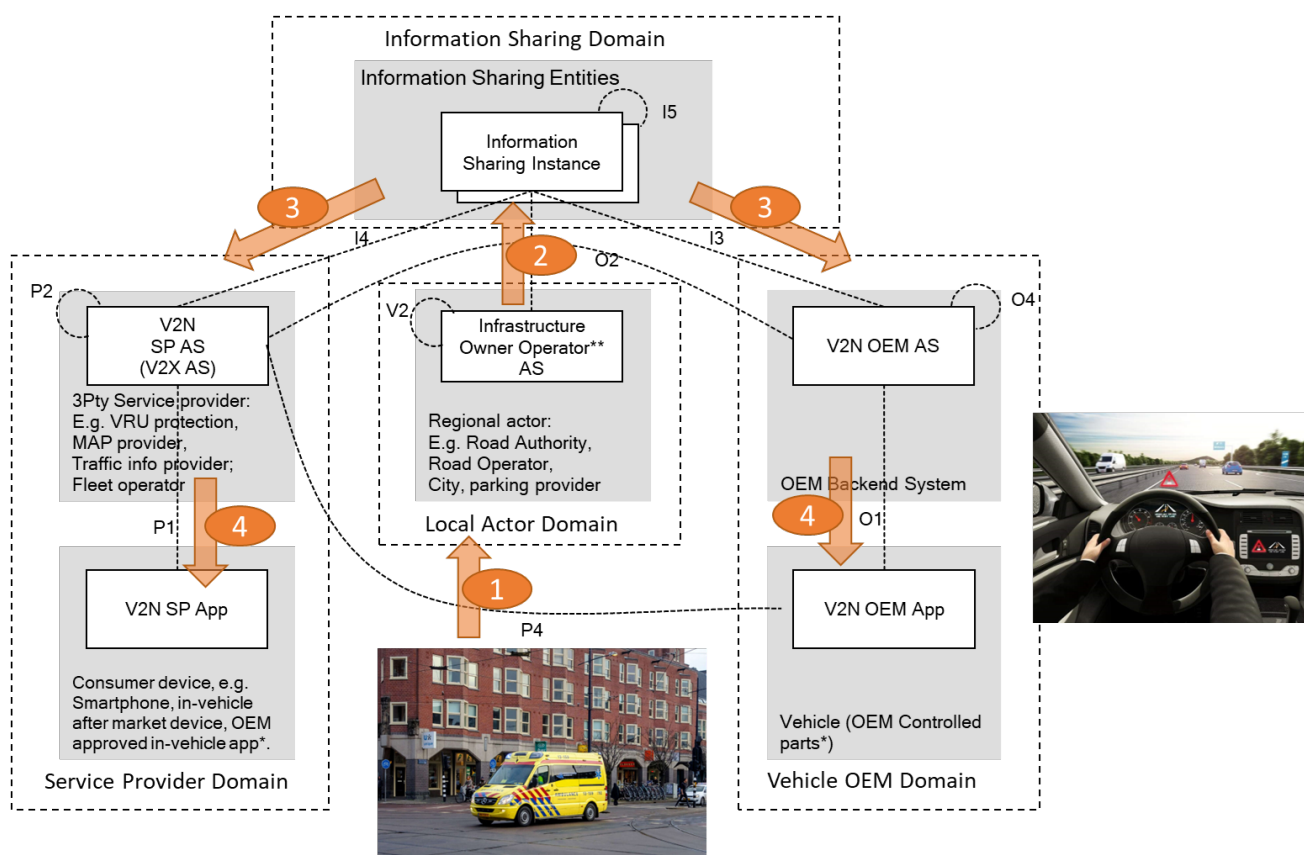 Information Sharing Domain
Information Sharing Entities
I5
Information
Sharing Instance
3
3
I4
2
O2
I3
P2
V2N
SP AS
(V2X AS)
3Pty Service provider:
E.g. VRU protection,
MAP provider,
Traffic info provider;
Fleet operator
V2
Infrastructure
Owner Operator**
AS
Regional actor:
E.g. Road Authority,
Road Operator,
City, parking provider
Local Actor Domain
O4
V2N OEM AS
OEM Backend System
P1
4
4
O1
1
P4
V2N SP App
Consumer device, e.g.
Smartphone, in-vehicle
after market device, OEM
approved in-vehicle app*.
Service Provider Domain
V2N OEM App
Vehicle (OEM Controlled
parts*)
Vehicle OEM Domain